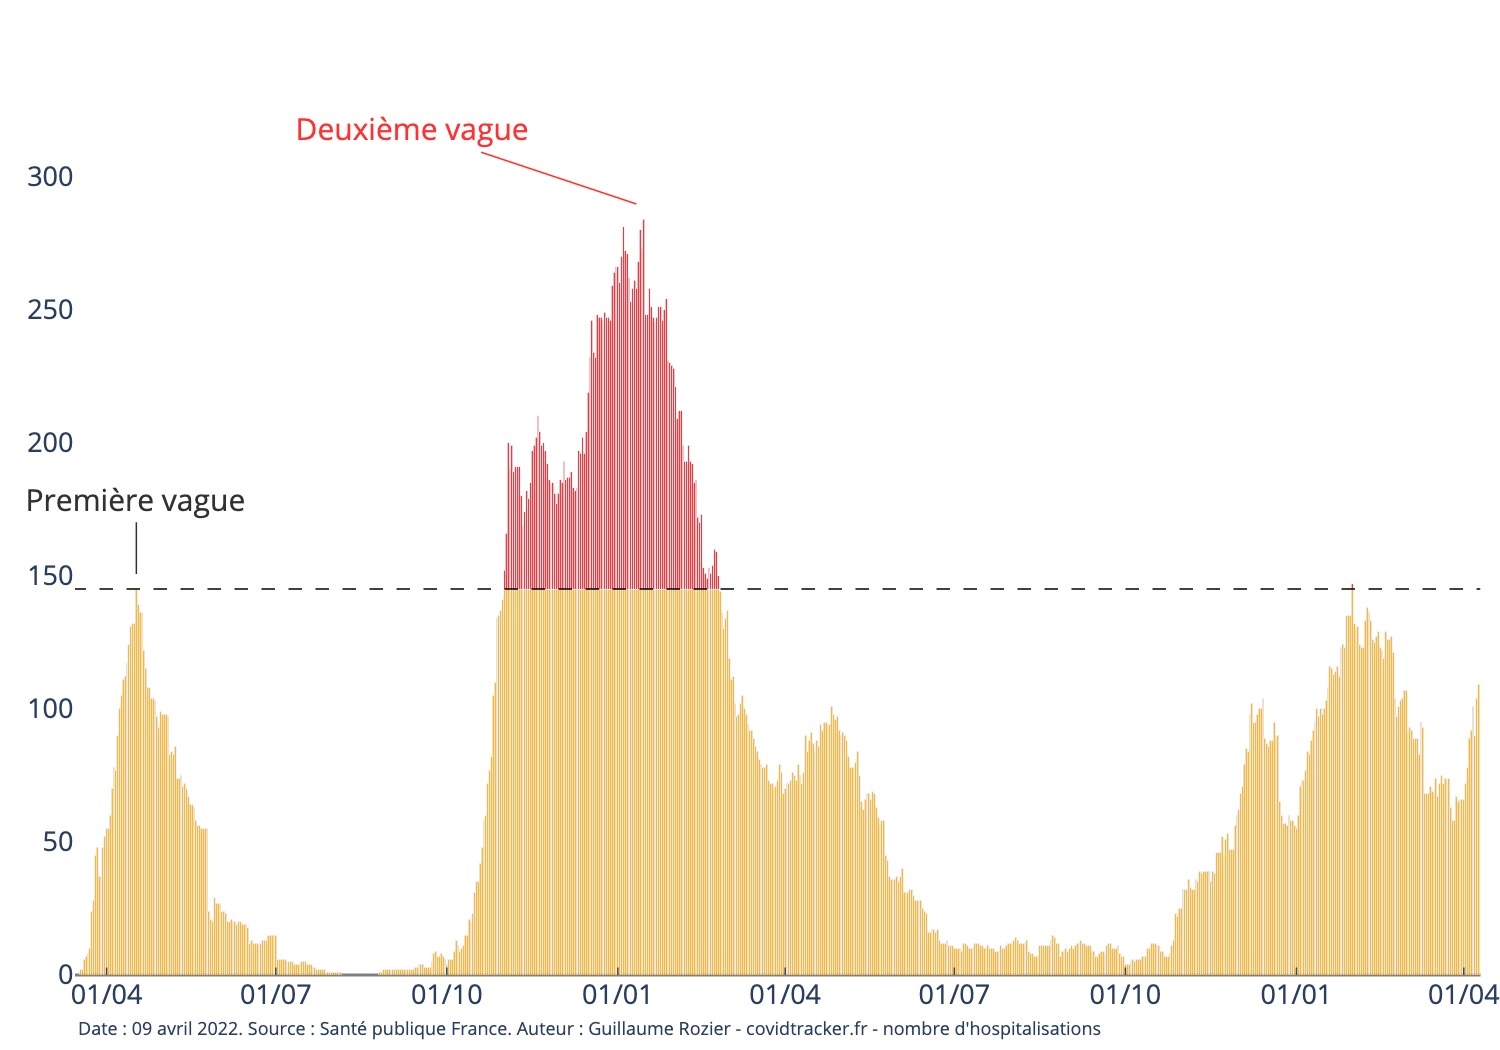 Deuxième vague
300
250
200
Première vague
150
100
50
0
01/04 01/07 01/10 01/01 01/04 01/07 01/10 01/01 01/04
Date : 09 avril 2022. Source : Santé publique France. Auteur : Guillaume Rozier - covidtracker.fr - nombre d'hospitalisations